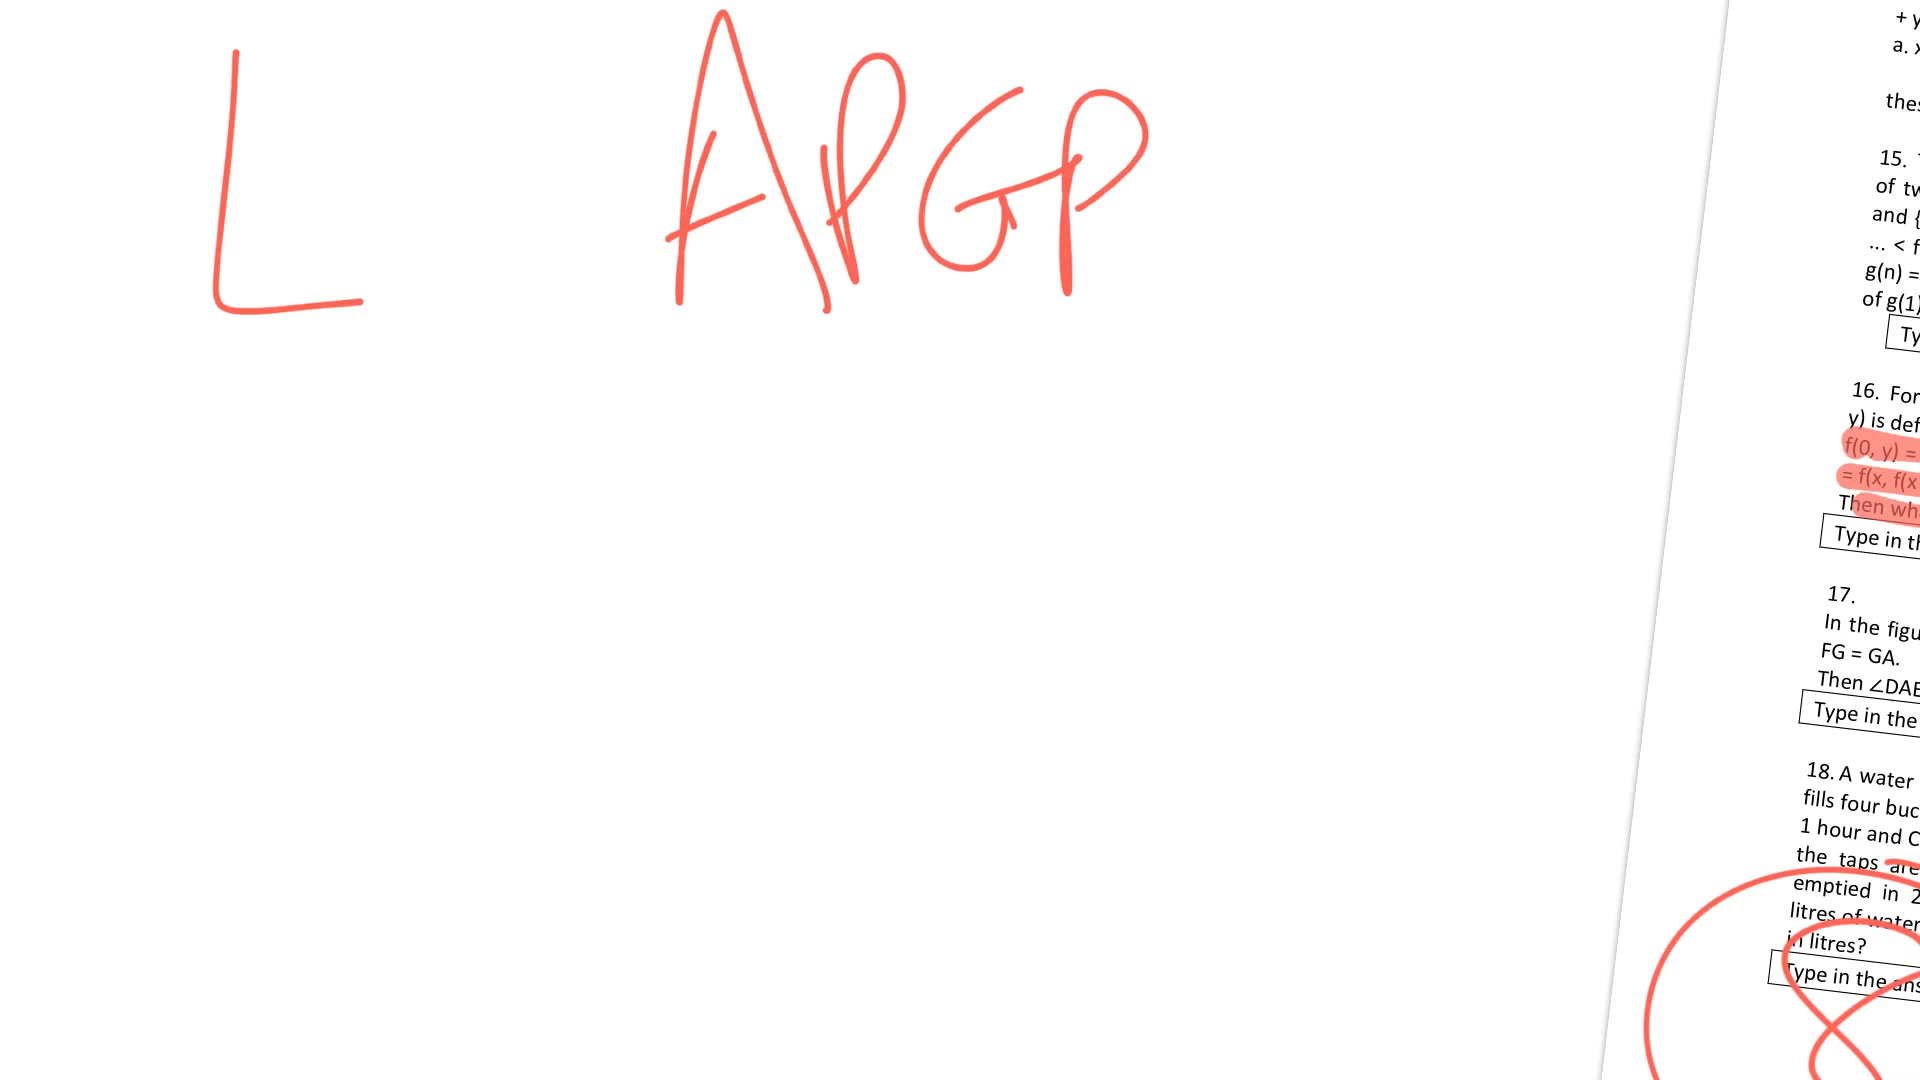 L APGP
+ y
a. x
thes
15. T
of tw
and {
... < f
g(n) =
of g(1)
Ty
16. For
y) is def
f(0, y) =
= f(x, f(x
Then wh
Type in th
17.
In the figu
FG = GA.
Then ∠DAE
Type in the
18. A water
fills four buc
1 hour and C
the taps are
emptied in 2
litres of water
in litres?
Type in the ans
8